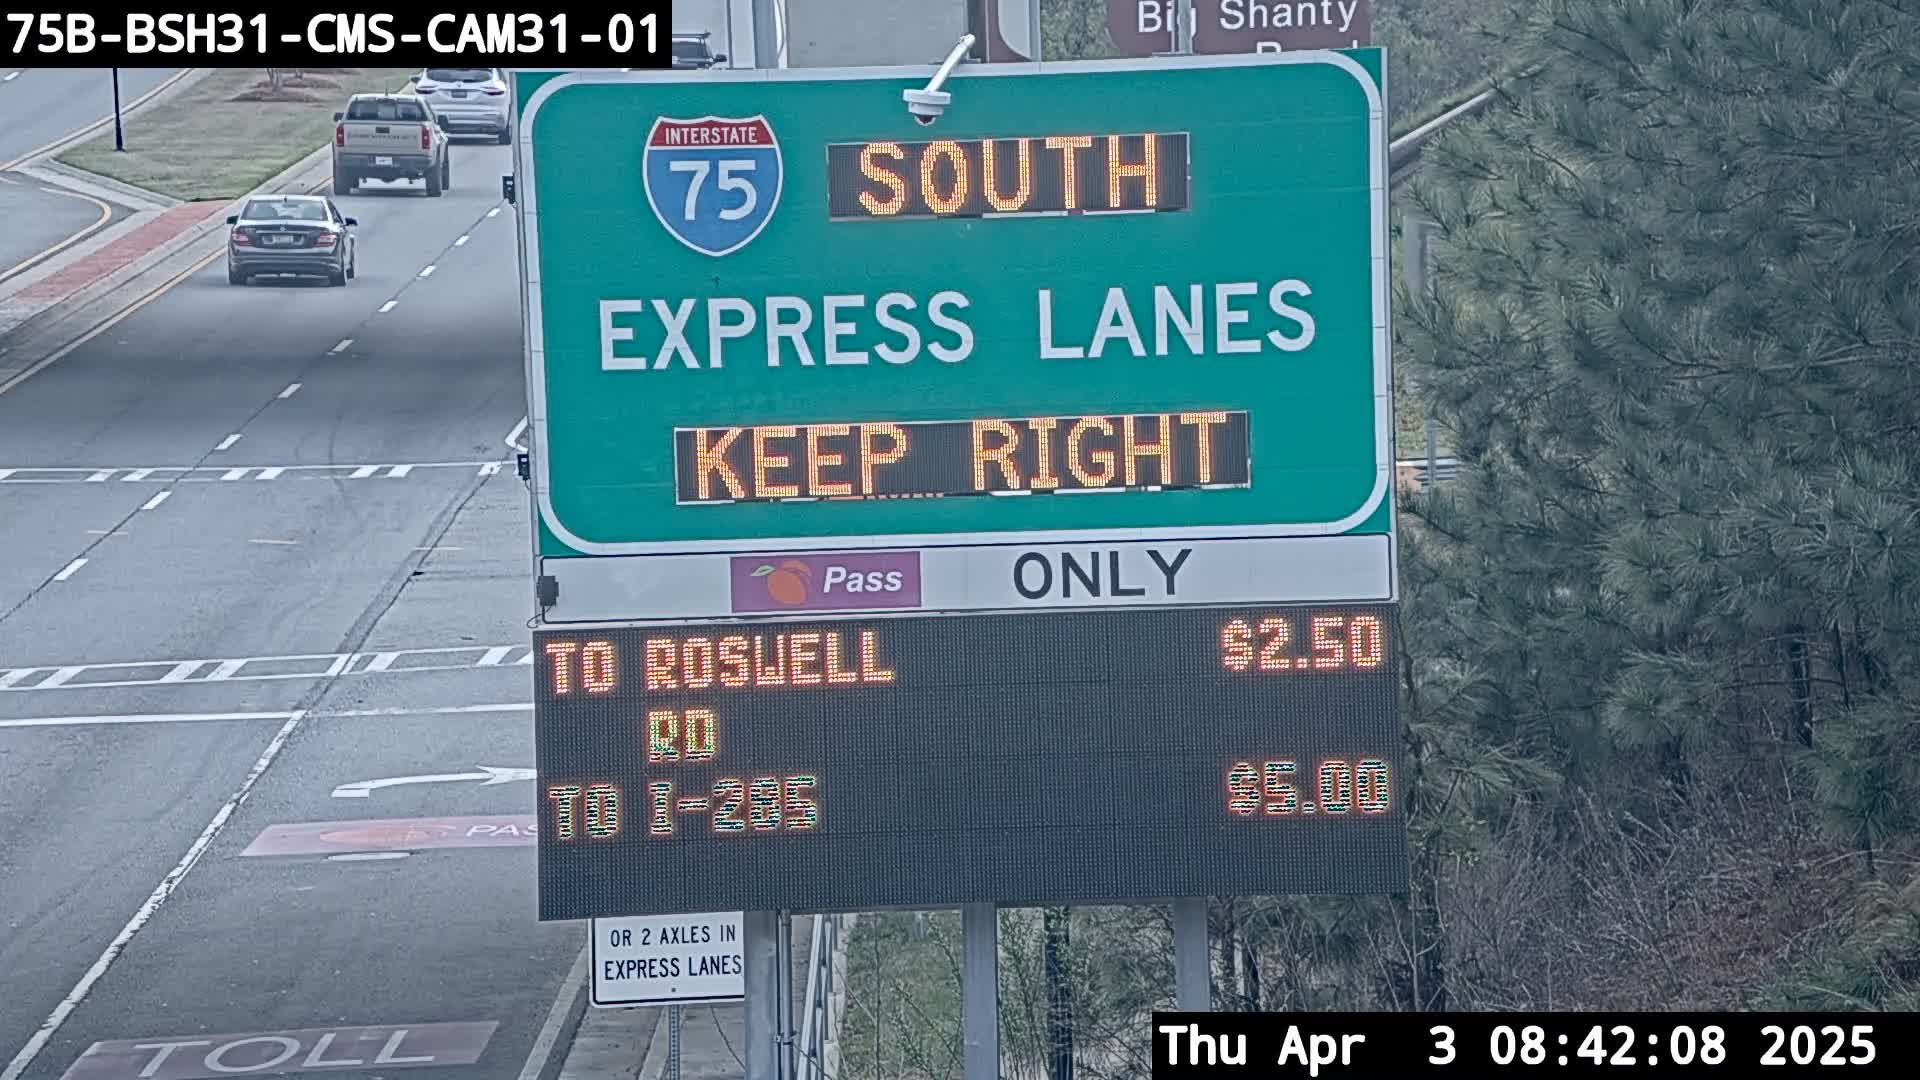 75B-BSH31-CMS-CAM31-01
Big Shanty
Road
INTERSTATE
75
SOUTH
EXPRESS LANES
KEEP RIGHT
Pass ONLY
TO ROSWELL $2.50
RD
TO I-285 $5.00
PAS
OR 2 AXLES IN
EXPRESS LANES
TOLL
Thu Apr 3 08:42:08 2025